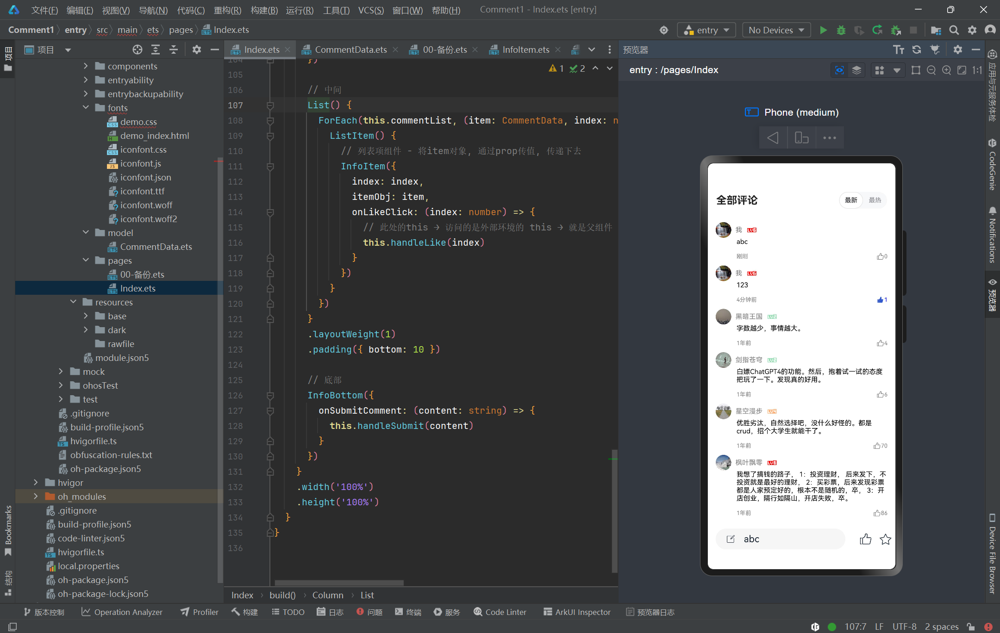 文件(F) 编辑(E) 视图(V) 导航(N) 代码(C) 重构(R) 构建(B) 运行(R) 工具(T) VCS(S) 窗口(W) 帮助(H) Comment1 - Index.ets [entry]
Comment1 entry src main ets pages Index.ets entry No Devices
项目
项目
components
entryability
entrybackupability
fonts
demo.css
demo_index.html
iconfont.css
iconfont.js
iconfont.json
iconfont.ttf
iconfont.woff
iconfont.woff2
model
CommentData.ets
pages
00-备份.ets
Index.ets
resources
base
dark
rawfile
module.json5
mock
ohosTest
test
.gitignore
build-profile.json5
hvigorfile.ts
obfuscation-rules.txt
oh-package.json5
hvigor
oh_modules
.gitignore
build-profile.json5
code-linter.json5
hvigorfile.ts
local.properties
oh-package.json5
oh-package-lock.json5
Bookmarks
结构
Index.ets CommentData.ets 00-备份.ets InfoItem.ets
1 2
104 })
105
106 // 中间
107 List() {
108 ForEach(this.commentList, (item: CommentData, index: n
109 ListItem() {
110 // 列表项组件 - 将item对象, 通过prop传值, 传递下去
111 InfoItem({
112 index: index,
113 itemObj: item,
114 onLikeClick: (index: number) => {
115 // 此处的this → 访问的是外部环境的 this → 就是父组件
116 this.handleLike(index)
117 }
118 })
119 }
120 })
121 }
122 .layoutWeight(1)
123 .padding({ bottom: 10 })
124
125 // 底部
126 InfoBottom({
127 onSubmitComment: (content: string) => {
128 this.handleSubmit(content)
129 }
130 })
131 }
132 .width('100%')
133 .height('100%')
134 }
135 }
136
Index build() Column List
预览器
entry : /pages/Index
1:1
Phone (medium)
全部评论 最新 最热
我 LV6
abc
刚刚 0
我 LV6
123
4分钟前 1
黑暗王国 LV2
字数越少，事情越大。
1年前 4
剑指苍穹 LV3
白嫖ChatGPT4的功能。然后，抱着试一试的态度
把玩了一下。发现真的好用。
1年前 6
星空漫步 LV4
优胜劣汰，自然选择吧，没什么好怪的。都是
crud，招个大学生就能干了。
1年前 70
枫叶飘零 LV6
我想了搞钱的路子， 1：投资理财， 后来发下，不
投资就是最好的理财， 2：买彩票，后来发现彩票
都是人家预定好的，根本不是随机的，卒， 3：开
店创业，隔行如隔山，开店失败，卒。
1年前 86
abc
应用与元服务体检
CodeGenie
Notifications
预览器
Device File Browser
版本控制 Operation Analyzer Profiler 构建 TODO 日志 问题 终端 服务 Code Linter ArkUI Inspector 预览器日志
107:7 LF UTF-8 2 spaces